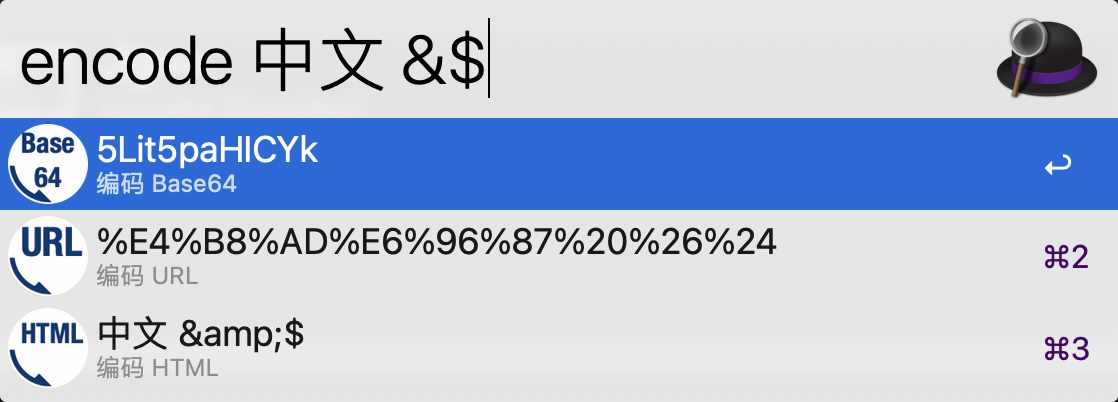 encode 中文 &$
Base
64
5Lit5paHICYk
编码 Base64
URL
%E4%B8%AD%E6%96%87%20%26%24
编码 URL
⌘2
HTML
中文 &amp;$
编码 HTML
⌘3